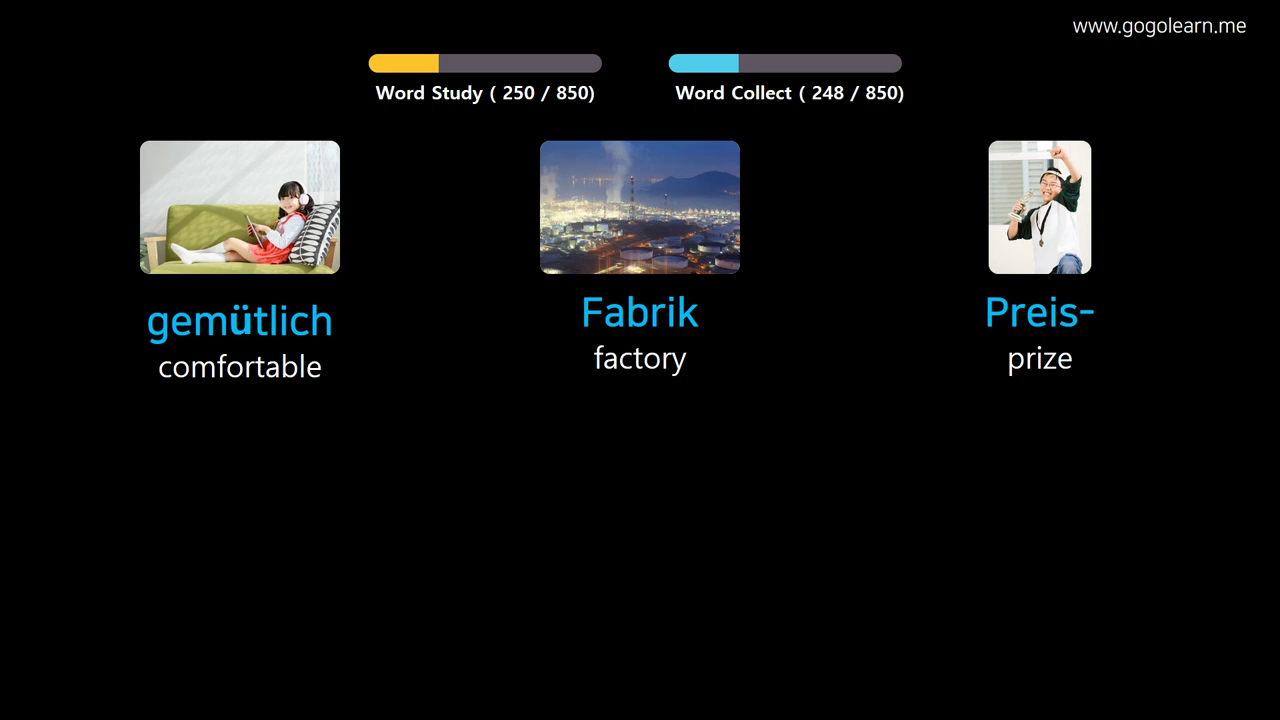 www.gogolearn.me
Word Study ( 250 / 850)
Word Collect ( 248 / 850)
gemütlich
comfortable
Fabrik
factory
Preis-
prize